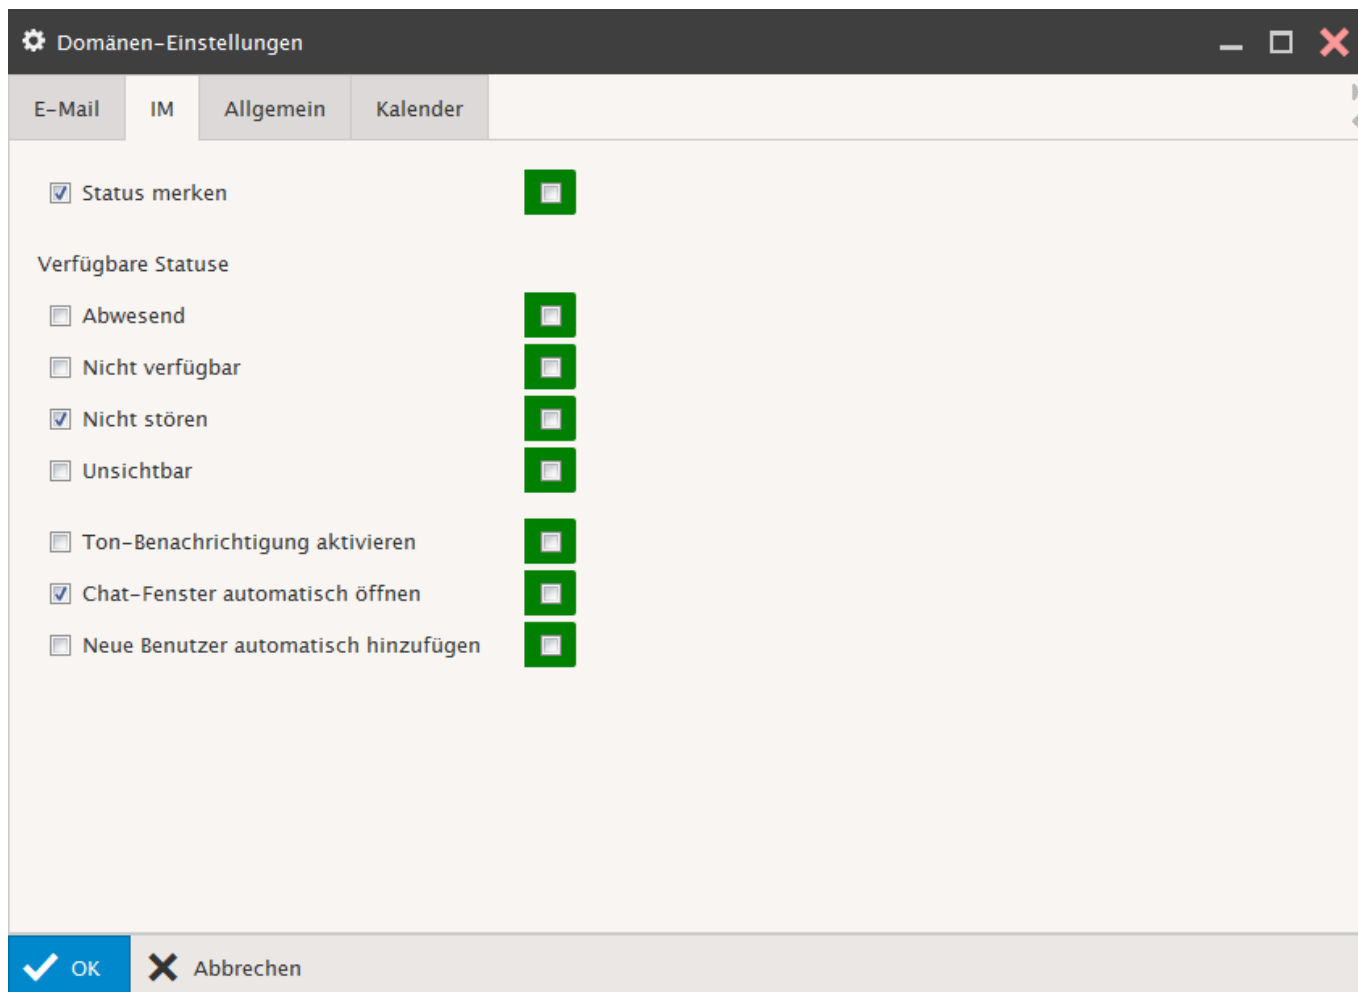 Domänen-Einstellungen
E-Mail IM Allgemein Kalender
Status merken
Verfügbare Statuse
Abwesend
Nicht verfügbar
Nicht stören
Unsichtbar
Ton-Benachrichtigung aktivieren
Chat-Fenster automatisch öffnen
Neue Benutzer automatisch hinzufügen
OK Abbrechen